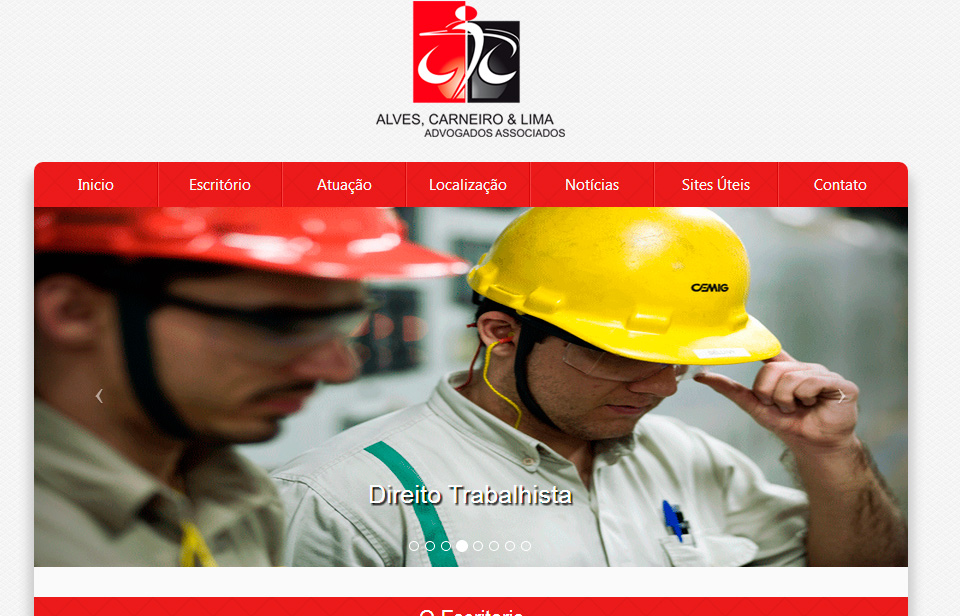 ALVES, CARNEIRO & LIMA
ADVOGADOS ASSOCIADOS
Inicio
Escritório
Atuação
Localização
Notícias
Sites Úteis
Contato
CEMIG
Direito Trabalhista
O Escritorio